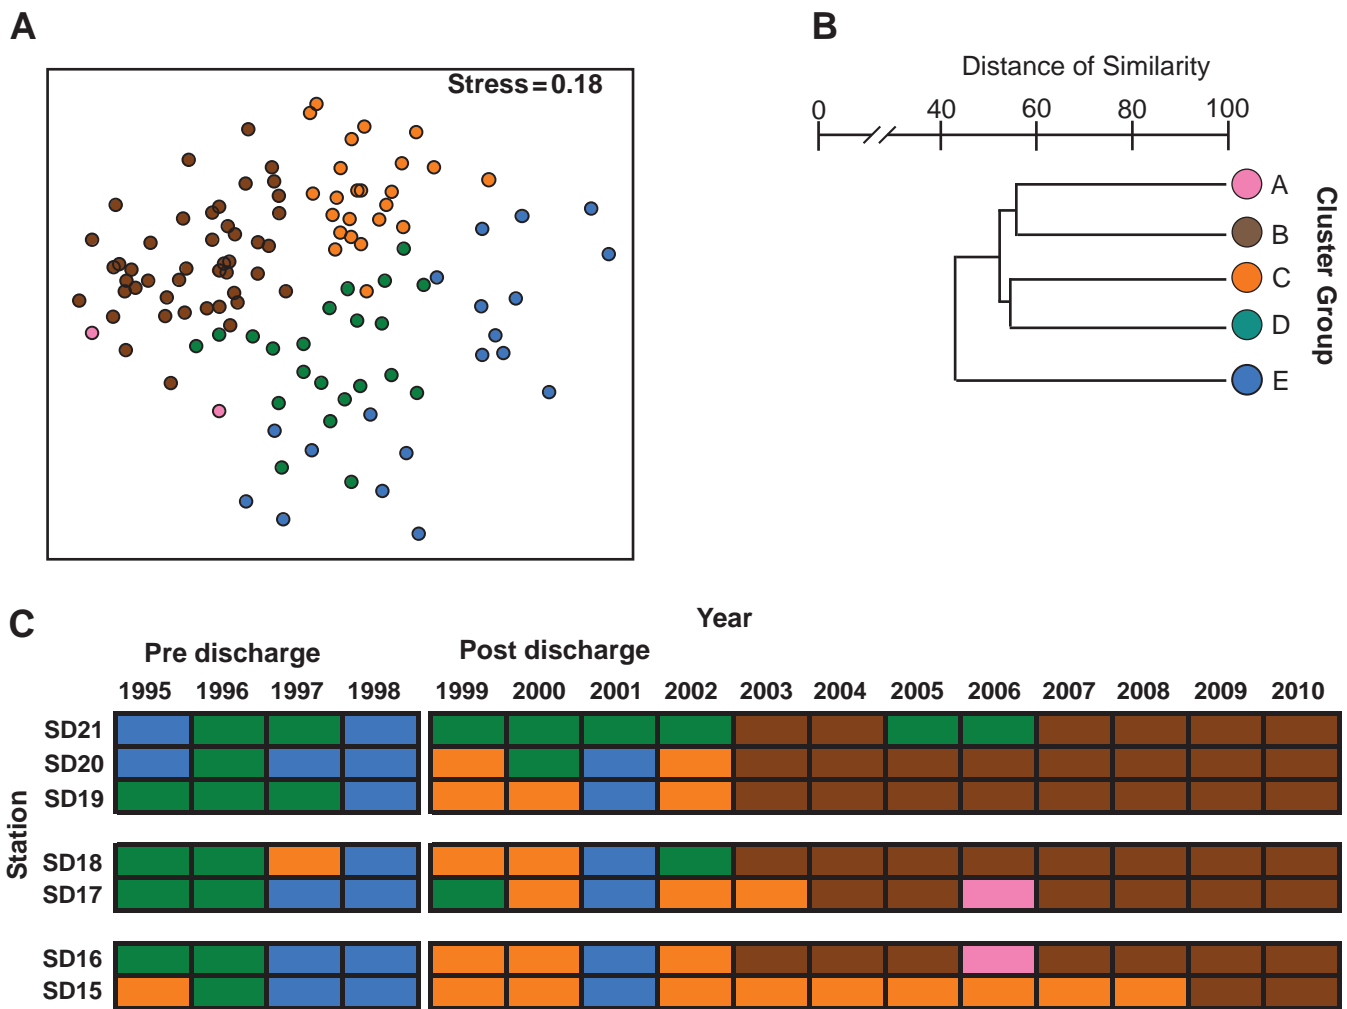 A
Stress=0.18
B
Distance of Similarity
0 40 60 80 100
A
B
C
D
E
Cluster Group
C
Year
Pre discharge Post discharge
1995 1996 1997 1998 1999 2000 2001 2002 2003 2004 2005 2006 2007 2008 2009 2010
Station
SD21
SD20
SD19
SD18
SD17
SD16
SD15